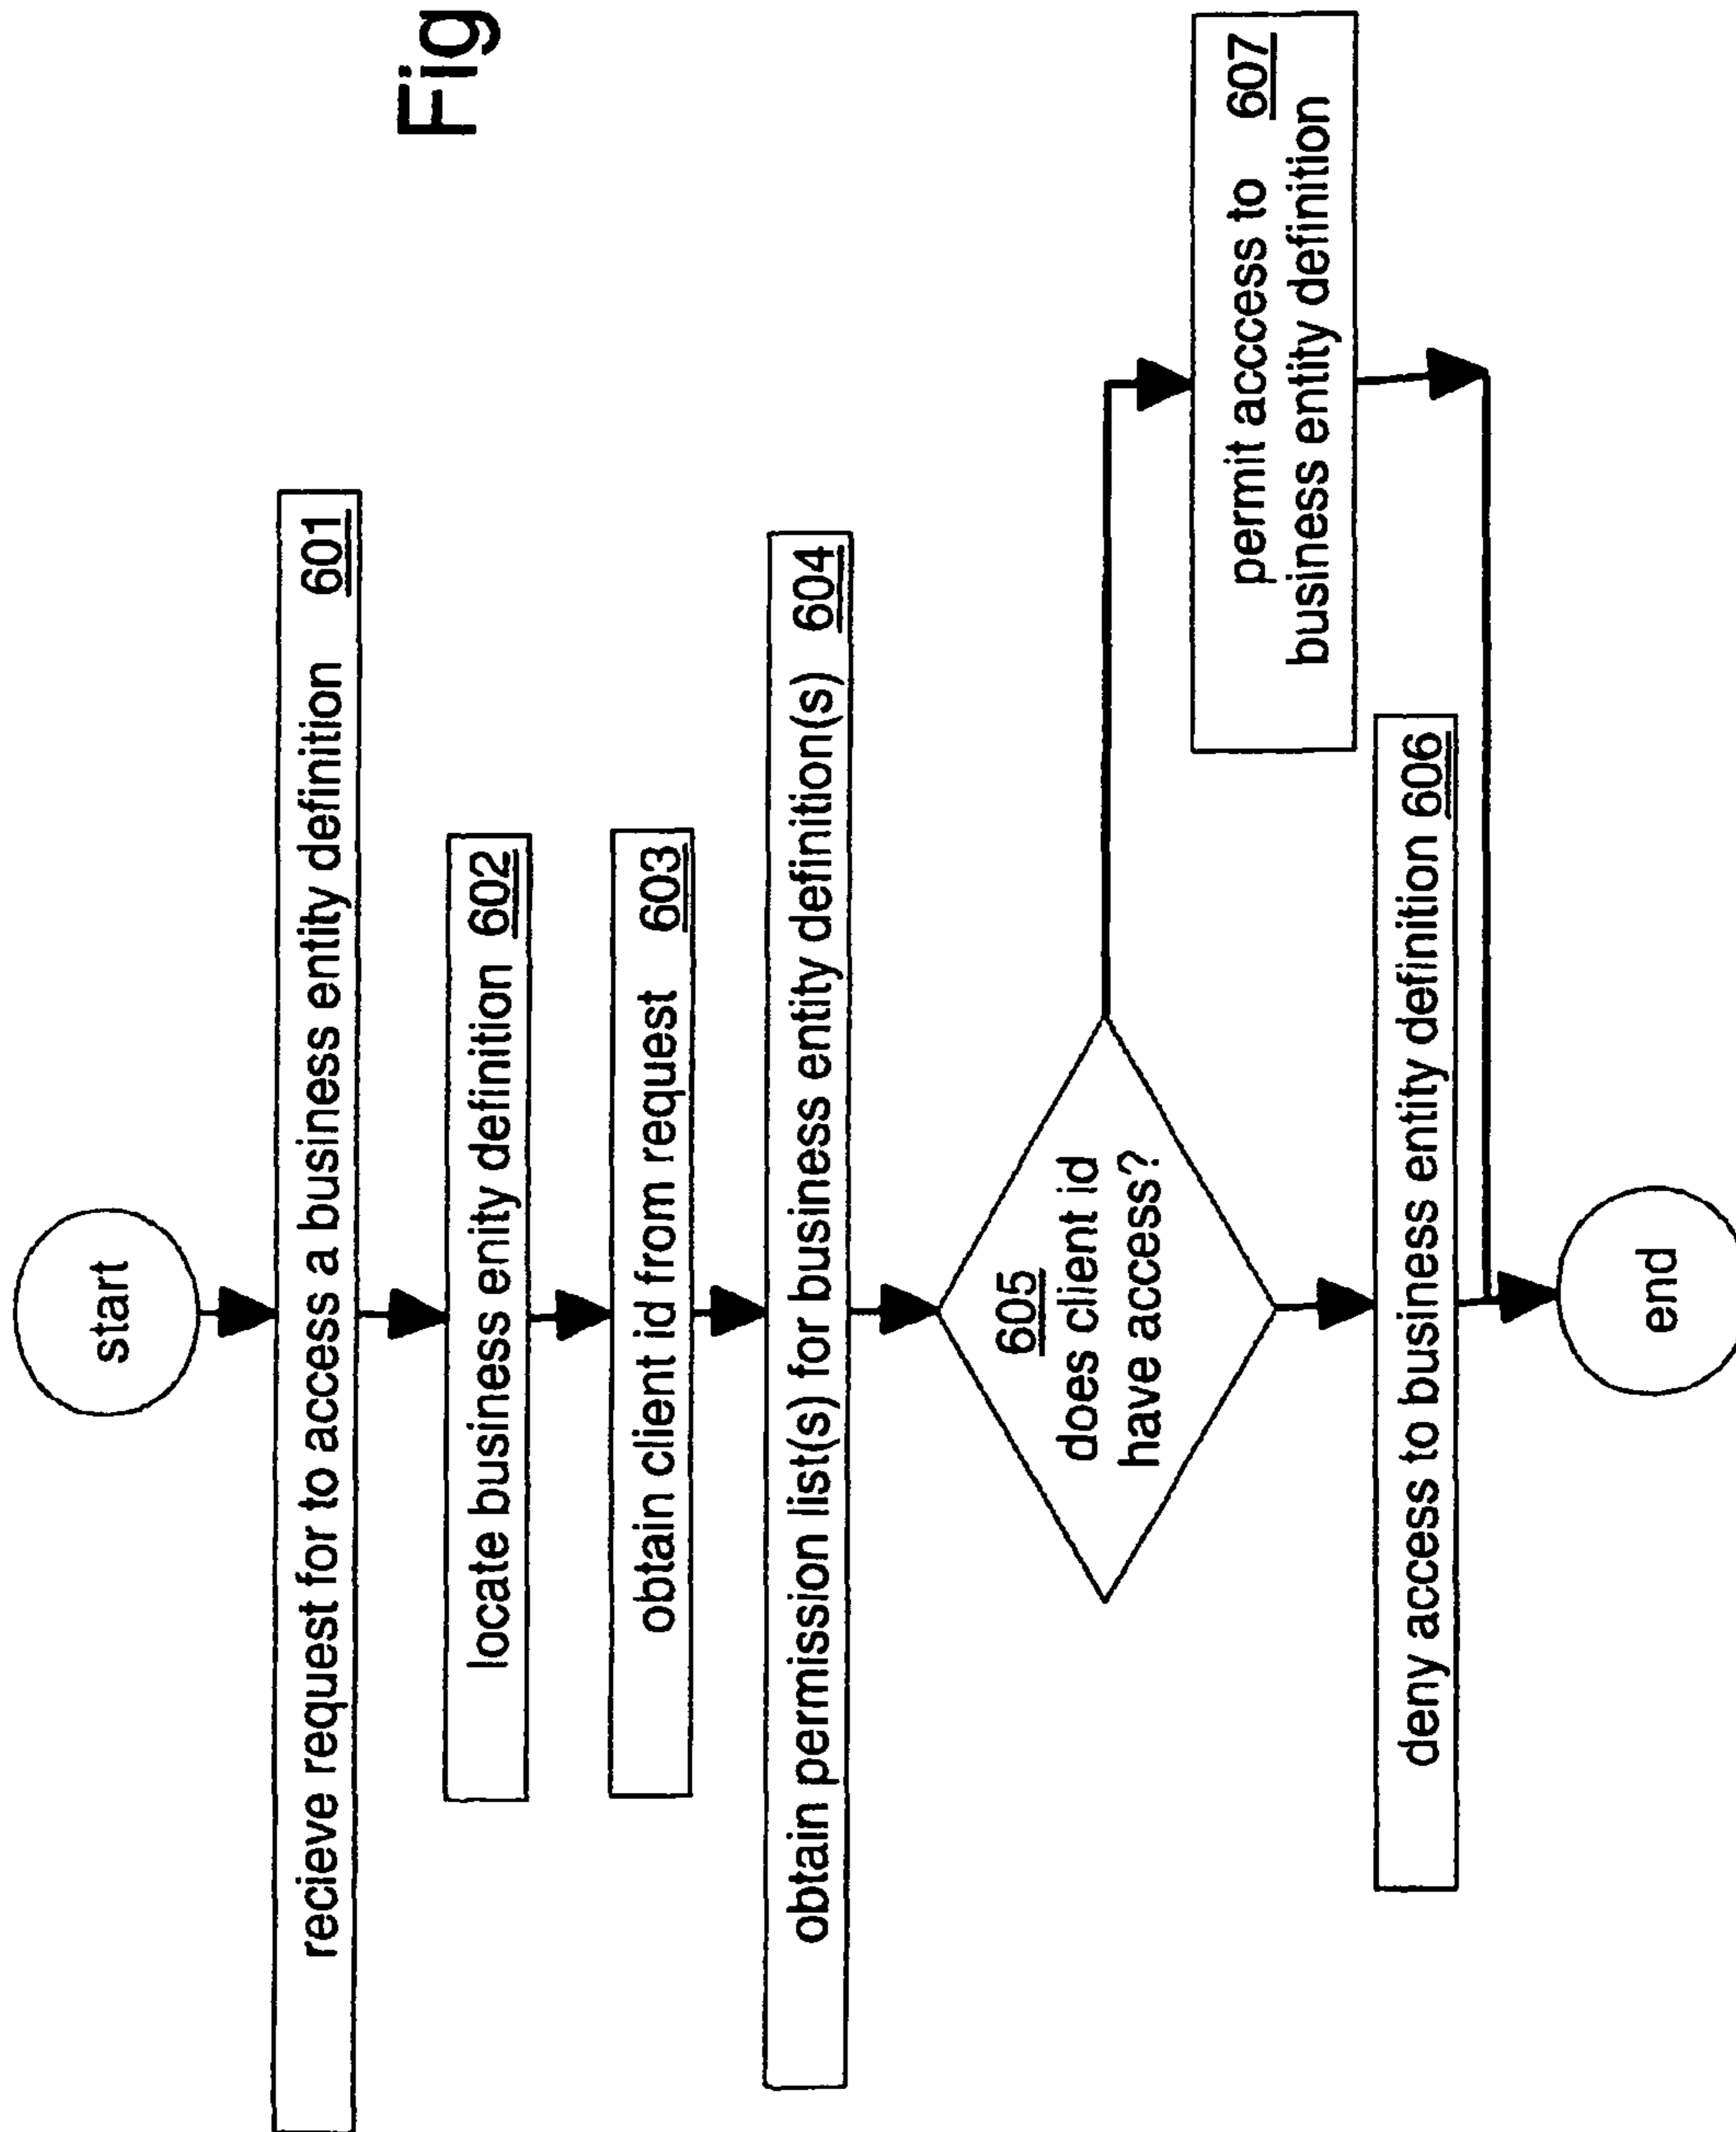 Fig
start
recieve request for to access a business entity definition 601
locate business enity definition 602
obtain client id from request 603
obtain permission list(s) for business entity definition(s) 604
605
does client id
have access?
permit acccess to 607
business entity definition
deny access to business entity definition 606
end